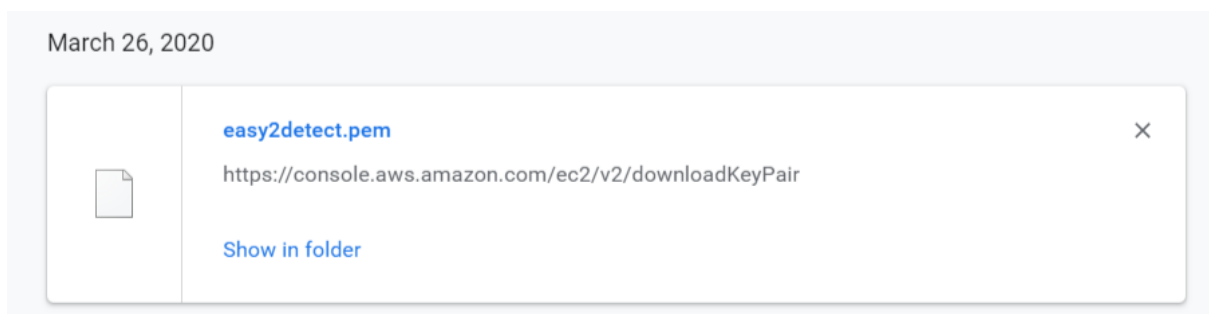 March 26, 2020
easy2detect.pem
https://console.aws.amazon.com/ec2/v2/downloadKeyPair
Show in folder